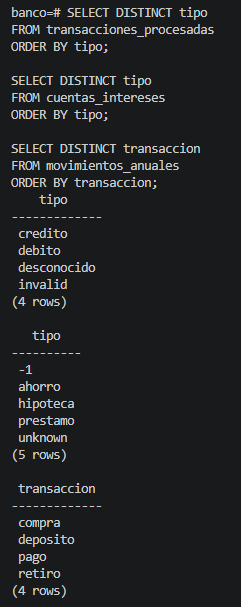 banco=# SELECT DISTINCT tipo
FROM transacciones_procesadas
ORDER BY tipo;

SELECT DISTINCT tipo
FROM cuentas_intereses
ORDER BY tipo;

SELECT DISTINCT transaccion
FROM movimientos_anuales
ORDER BY transaccion;
    tipo
-------------
 credito
 debito
 desconocido
 invalid
(4 rows)

   tipo
----------
 -1
 ahorro
 hipoteca
 prestamo
 unknown
(5 rows)

 transaccion
-------------
 compra
 deposito
 pago
 retiro
(4 rows)